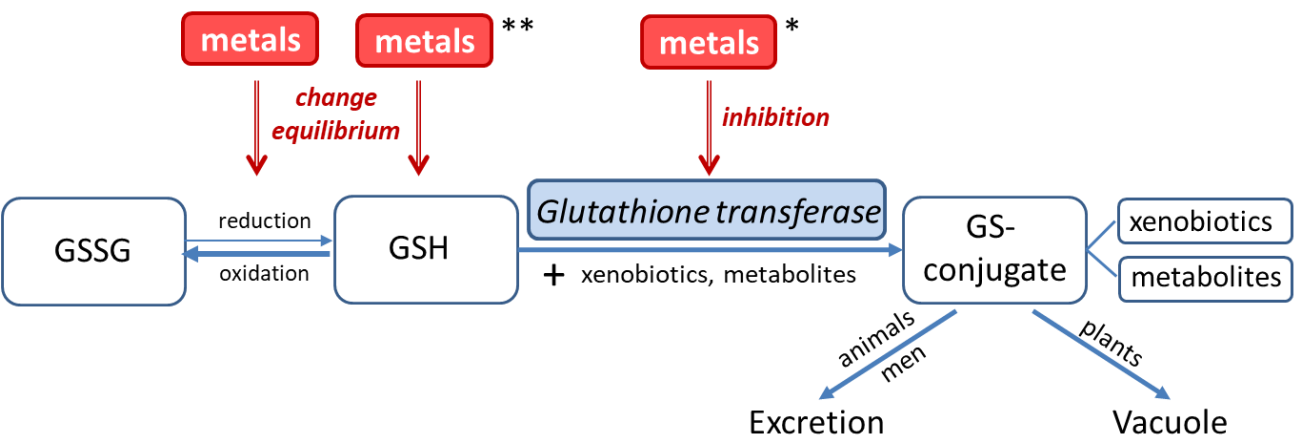 metals
metals **
metals *
change
equilibrium
inhibition
GSSG
reduction
oxidation
GSH
Glutathione transferase
+ xenobiotics, metabolites
GS-
conjugate
xenobiotics
metabolites
animals
men
plants
Excretion
Vacuole